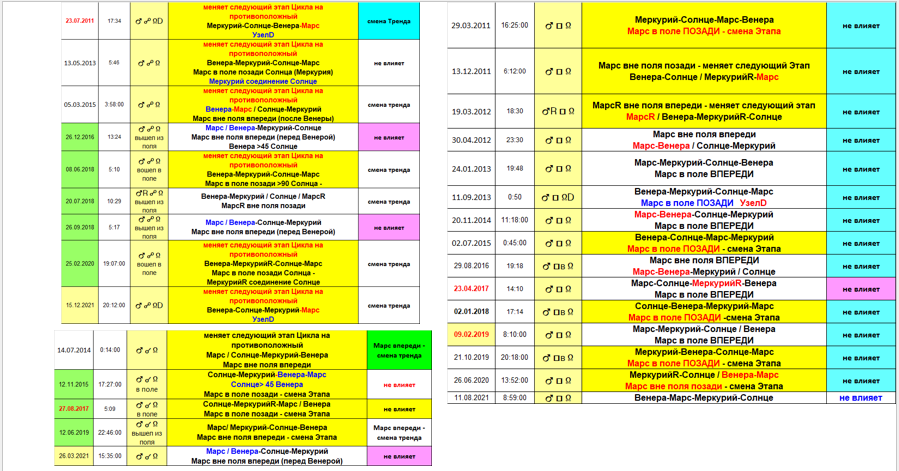 23.07.2011 17:34 ♂ ☍ ☊D меняет следующий этап Цикла на смена Тренда
противоположный
Меркурий-Солнце-Венера-Марс
УзелD
13.05.2013 5:46 ♂ ☍ ☊ меняет следующий этап Цикла на не влияет
противоположный
Венера-Меркурий-Солнце-Марс
Марс в поле позади Солнца (Меркурия)
Меркурий соединение Солнце
05.03.2015 3:58:00 ♂ ☍ ☊ меняет следующий этап Цикла на смена тренда
противоположный
Венера-Марс / Солнце-Меркурий
Марс вне поля впереди (после Венеры)
26.12.2016 13:24 ♂ ☍ ☊ вышел из поля Марс / Венера-Меркурий-Солнце не влияет
Марс вне поля впереди (перед Венерой)
Венера >45 Солнце
08.06.2018 5:10 ♂ ☍ ☊ вошел в поле меняет следующий этап Цикла на смена тренда
противоположный
Венера-Меркурий-Солнце-Марс
Марс в поле позади >90 Солнца -
20.07.2018 10:29 ♂R ☍ ☊ вышел из поля Венера-Меркурий / Солнце / МарсR смена тренда
МарсR вне поля позади
26.09.2018 5:17 ♂ ☍ ☊ вышел из поля Марс / Венера-Солнце-Меркурий не влияет
Марс вне поля впереди (перед Венерой)
25.02.2020 19:07:00 ♂ ☍ ☊ вошел в поле меняет следующий этап Цикла на смена тренда
противоположный
Венера-МеркурийR-Солнце-Марс
Марс в поле позади Солнца -
МеркурийR соединение Солнце
15.12.2021 20:12:00 ♂ ☍ ☊D меняет следующий этап Цикла на смена тренда
противоположный
Венера-Солнце-Меркурий-Марс
УзелD
14.07.2014 0:14:00 ♂ ☌ ☊ меняет следующий этап Цикла на Марс впереди -
противоположный смена тренда
Марс / Солнце-Меркурий-Венера
Марс вне поля впереди
12.11.2015 17:27:00 ♂ ☌ ☊ в поле Солнце-Меркурий-Венера-Марс не влияет
Солнце> 45 Венера
Марс в поле позади - смена Этапа
27.08.2017 5:09 ♂ ☌ ☊ в поле Солнце-МеркурийR-Марс / Венера не влияет
Марс в поле позади - смена Этапа
12.06.2019 22:46:00 ♂ ☌ ☊ вышел из поля Марс/ Меркурий-Солнце-Венера Марс впереди -
Марс вне поля впереди - смена Этапа смена тренда
26.03.2021 15:35:00 ♂ ☌ ☊ Марс / Венера-Солнце-Меркурий не влияет
Марс вне поля впереди (перед Венерой)
29.03.2011 16:25:00 ♂ □ ☊ Меркурий-Солнце-Марс-Венера не влияет
Марс в поле ПОЗАДИ - смена Этапа
13.12.2011 6:12:00 ♂ □ ☊ Марс вне поля позади - меняет следующий Этап не влияет
Венера-Солнце / МеркурийR-Марс
19.03.2012 18:30 ♂R □ ☊ МарсR вне поля впереди - меняет следующий этап не влияет
МарсR / Венера-МеркурийR-Солнце
30.04.2012 23:30 ♂ □ ☊ Марс вне поля впереди не влияет
Марс-Венера / Солнце-Меркурий
24.01.2013 19:48 ♂ □ ☊ Марс-Меркурий-Солнце-Венера не влияет
Марс в поле ВПЕРЕДИ
11.09.2013 0:50 ♂ □ ☊D Венера-Меркурий-Солнце-Марс не влияет
Марс в поле ПОЗАДИ УзелD
20.11.2014 11:18:00 ♂ □ ☊ Марс-Венера-Солнце-Меркурий не влияет
Марс в поле ВПЕРЕДИ
02.07.2015 0:45:00 ♂ □ ☊ Венера-Солнце-Марс-Меркурий не влияет
Марс в поле ПОЗАДИ - смена Этапа
29.08.2016 19:18 ♂ □в ☊ Марс вне поля ВПЕРЕДИ не влияет
Марс-Венера-Меркурий / Солнце
23.04.2017 14:10 ♂ □ ☊ Марс-Солнце-МеркурийR-Венера не влияет
Марс в поле ВПЕРЕДИ
02.01.2018 17:14 ♂ □в ☊ Солнце-Венера-Меркурий-Марс не влияет
Марс в поле ПОЗАДИ -смена Этапа
09.02.2019 8:10:00 ♂ □ ☊ Марс-Меркурий-Солнце / Венера не влияет
Марс в поле ВПЕРЕДИ
21.10.2019 20:18:00 ♂ □в ☊ Меркурий-Венера-Солнце-Марс не влияет
Марс в поле ПОЗАДИ - смена Этапа
26.06.2020 13:52:00 ♂ □ ☊ МеркурийR-Солнце / Венера-Марс не влияет
Марс вне поля позади - смена Этапа
11.08.2021 8:59:00 ♂ □ ☊ Венера-Марс-Меркурий-Солнце не влияет